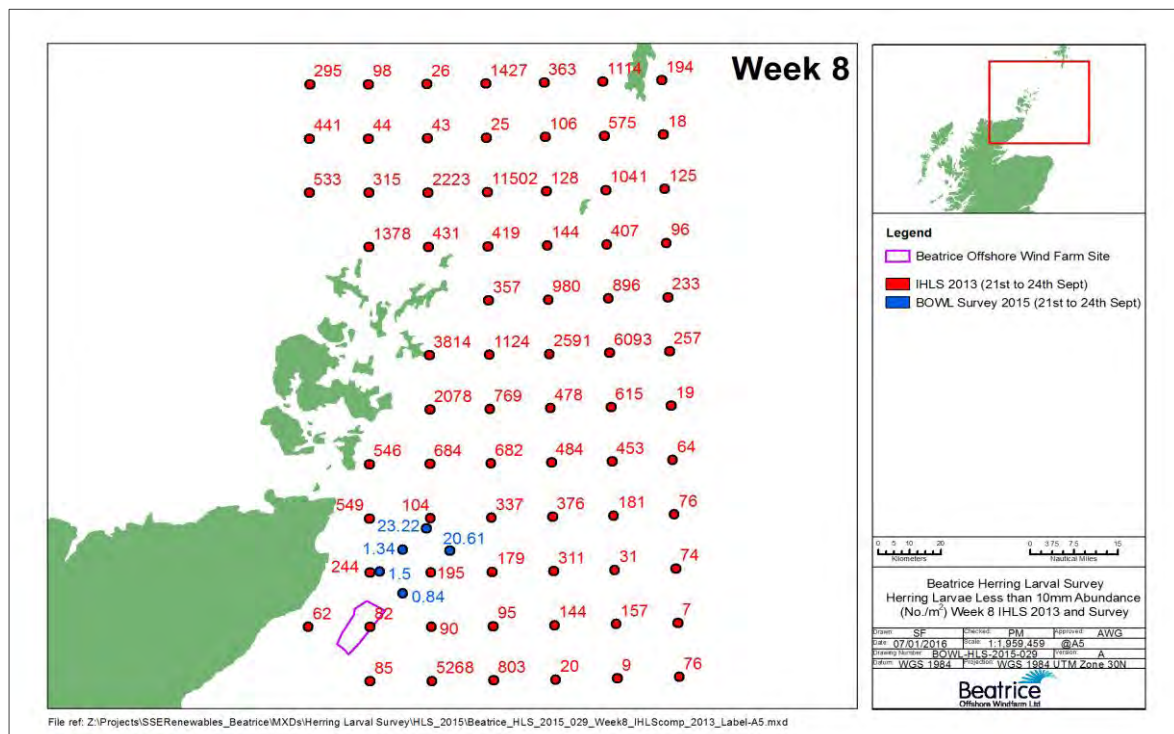 Week 8
295 98 26 1427 363 1114 194
441 44 43 25 106 575 18
533 315 2223 11502 128 1041 125
1378 431 419 144 407 96
357 980 896 233
3814 1124 2591 6093 257
2078 769 478 615 19
546 684 682 484 453 64
549 104 337 376 181 76
23.22
1.34 20.61
244 1.5 195 179 311 31 74
0.84
62 82 90 95 144 157 7
85 5268 803 20 9 76
Legend
Beatrice Offshore Wind Farm Site
IHLS 2013 (21st to 24th Sept)
BOWL Survey 2015 (21st to 24th Sept)
0 5 10 20
Kilometers
0 3.75 7.5 15
Nautical Miles
Beatrice Herring Larval Survey
Herring Larvae Less than 10mm Abundance
(No./m²) Week 8 IHLS 2013 and Survey
Drawn: SF Checked: PM Approved: AWG
Date: 07/01/2016 Scale: 1:1,959,459 @A5
Drawing Number: BOWL-HLS-2015-029 Version: A
Datum: WGS 1984 Projection: WGS 1984 UTM Zone 30N
Beatrice
Offshore Windfarm Ltd
File ref: Z:\Projects\SSERenewables_Beatrice\MXDs\Herring Larval Survey\HLS_2015\Beatrice_HLS_2015_029_Week8_IHLScomp_2013_Label-A5.mxd